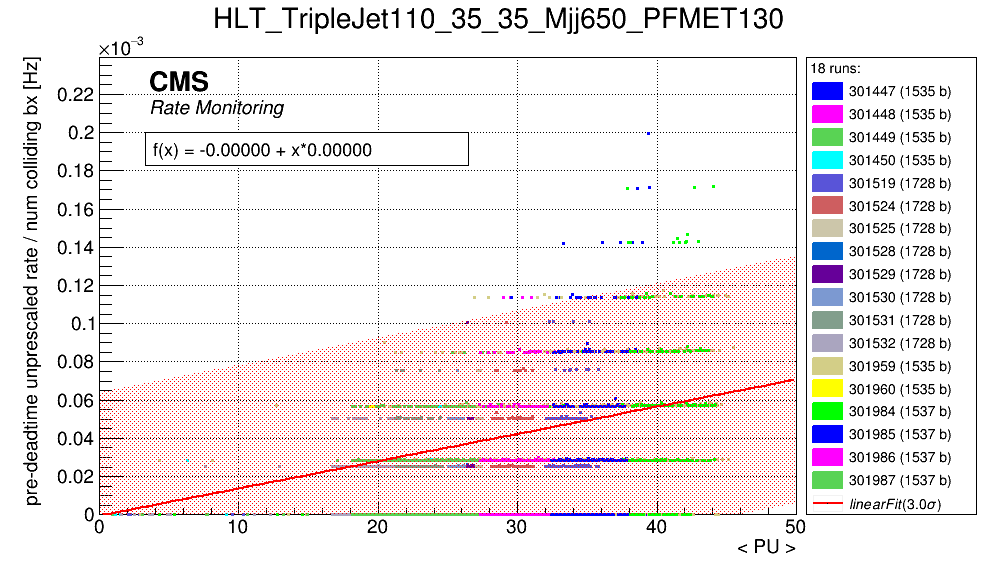 HLT_TripleJet110_35_35_Mjj650_PFMET130
×10⁻³
CMS
Rate Monitoring
f(x) = -0.00000 + x*0.00000
pre-deadtime unprescaled rate / num colliding bx [Hz]
0.22
0.2
0.18
0.16
0.14
0.12
0.1
0.08
0.06
0.04
0.02
0
0 10 20 30 40 50
< PU >
18 runs:
301447 (1535 b)
301448 (1535 b)
301449 (1535 b)
301450 (1535 b)
301519 (1728 b)
301524 (1728 b)
301525 (1728 b)
301528 (1728 b)
301529 (1728 b)
301530 (1728 b)
301531 (1728 b)
301532 (1728 b)
301959 (1535 b)
301960 (1535 b)
301984 (1537 b)
301985 (1537 b)
301986 (1537 b)
301987 (1537 b)
linearFit(3.0σ)